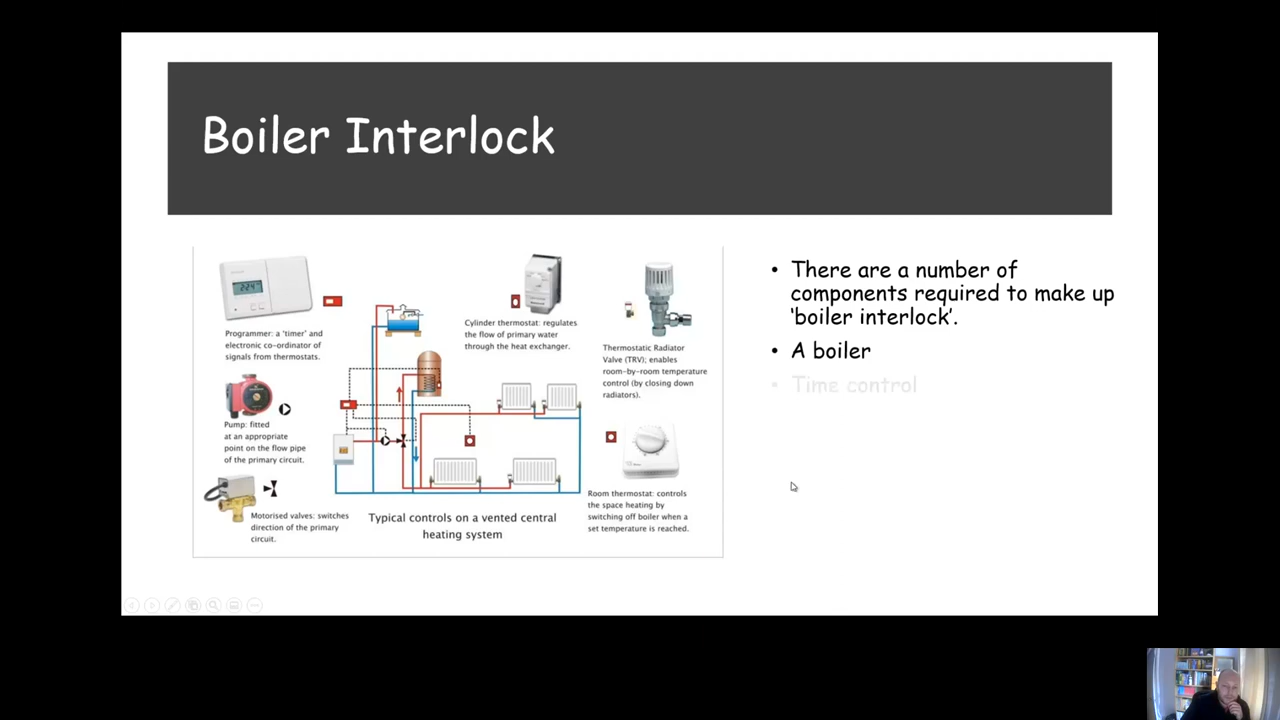 Boiler Interlock
Programmer: a 'timer' and
electronic co-ordinator of
signals from thermostats.
Pump: fitted
at an appropriate
point on the flow pipe
of the primary circuit.
Motorised valves: switches
direction of the primary
circuit.
Cylinder thermostat: regulates
the flow of primary water
through the heat exchanger.
Thermostatic Radiator
Valve (TRV); enables
room-by-room temperature
control (by closing down
radiators).
Room thermostat: controls
the space heating by
switching off boiler when a
set temperature is reached.
Typical controls on a vented central
heating system
• There are a number of
components required to make up
'boiler interlock'.
• A boiler
• Time control